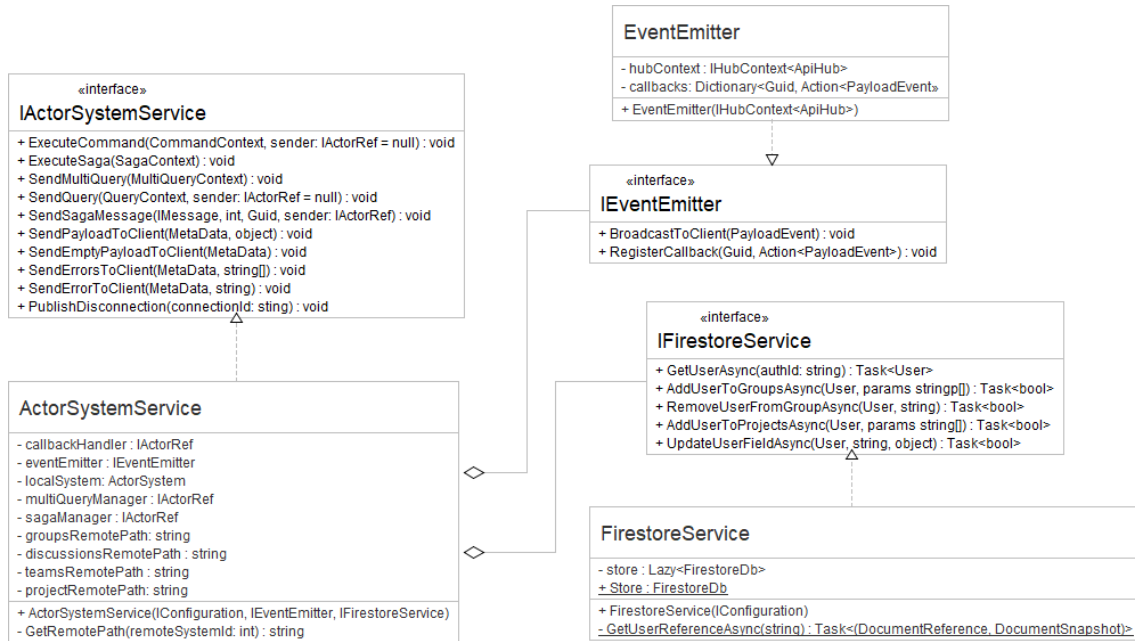 «interface»
IActorSystemService
+ ExecuteCommand(CommandContext, sender: IActorRef = null) : void
+ ExecuteSaga(SagaContext) : void
+ SendMultiQuery(MultiQueryContext) : void
+ SendQuery(QueryContext, sender: IActorRef = null) : void
+ SendSagaMessage(IMessage, int, Guid, sender: IActorRef) : void
+ SendPayloadToClient(MetaData, object) : void
+ SendEmptyPayloadToClient(MetaData) : void
+ SendErrorsToClient(MetaData, string[]) : void
+ SendErrorToClient(MetaData, string) : void
+ PublishDisconnection(connectionId: sting) : void
ActorSystemService
- callbackHandler : IActorRef
- eventEmitter : IEventEmitter
- localSystem: ActorSystem
- multiQueryManager : IActorRef
- sagaManager : IActorRef
- groupsRemotePath: string
- discussionsRemotePath : string
- teamsRemotePath : string
- projectRemotePath: string
+ ActorSystemService(IConfiguration, IEventEmitter, IFirestoreService)
- GetRemotePath(remoteSystemId: int) : string
EventEmitter
- hubContext : IHubContext<ApiHub>
- callbacks: Dictionary<Guid, Action<PayloadEvent»
+ EventEmitter(IHubContext<ApiHub>)
«interface»
IEventEmitter
+ BroadcastToClient(PayloadEvent) : void
+ RegisterCallback(Guid, Action<PayloadEvent>) : void
«interface»
IFirestoreService
+ GetUserAsync(authId: string) : Task<User>
+ AddUserToGroupsAsync(User, params stringp[]) : Task<bool>
+ RemoveUserFromGroupAsync(User, string) : Task<bool>
+ AddUserToProjectsAsync(User, params string[]) : Task<bool>
+ UpdateUserFieldAsync(User, string, object) : Task<bool>
FirestoreService
- store : Lazy<FirestoreDb>
+ Store : FirestoreDb
+ FirestoreService(IConfiguration)
- GetUserReferenceAsync(string) : Task<(DocumentReference, DocumentSnapshot)>